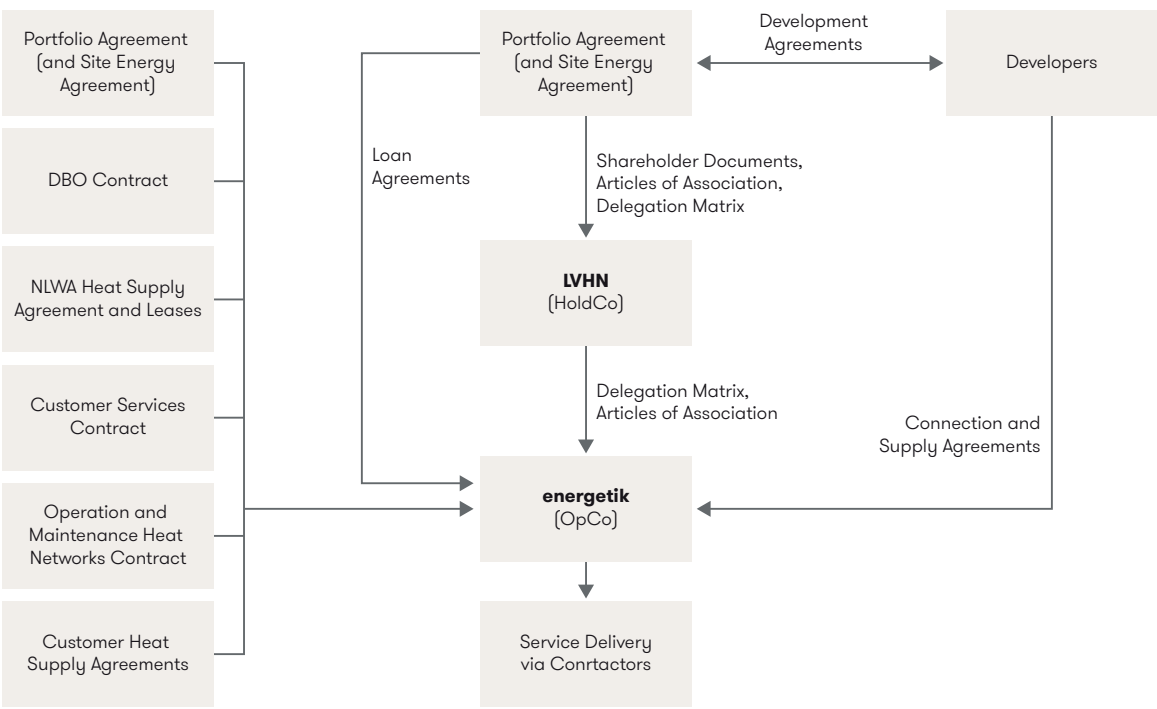 Portfolio Agreement
(and Site Energy
Agreement)
DBO Contract
NLWA Heat Supply
Agreement and Leases
Customer Services
Contract
Operation and
Maintenance Heat
Networks Contract
Customer Heat
Supply Agreements
Loan
Agreements
Portfolio Agreement
(and Site Energy
Agreement)
Development
Agreements
Developers
Shareholder Documents,
Articles of Association,
Delegation Matrix
LVHN
(HoldCo)
Delegation Matrix,
Articles of Association
Connection and
Supply Agreements
energetik
(OpCo)
Service Delivery
via Conrtactors